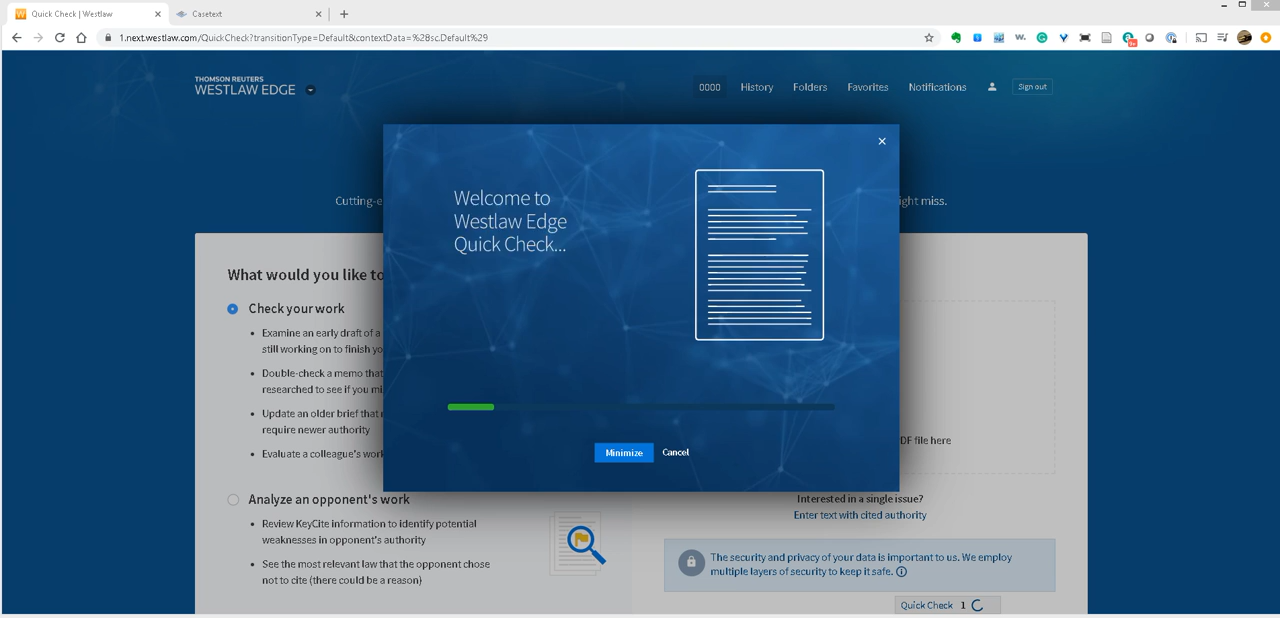 Quick Check | Westlaw
Casetext
1.next.westlaw.com/QuickCheck?transitionType=Default&contextData=%28sc.Default%29
THOMSON REUTERS
WESTLAW EDGE
History
Folders
Favorites
Notifications
Sign out
Cutting-e
ight miss.
Welcome to
Westlaw Edge
Quick Check...
Minimize
Cancel
What would you like to
Check your work
Examine an early draft of a
still working on to finish yo
Double-check a memo that
researched to see if you mi
Update an older brief that
require newer authority
Evaluate a colleague's work
Analyze an opponent's work
Review KeyCite information to identify potential
weaknesses in opponent's authority
See the most relevant law that the opponent chose
not to cite (there could be a reason)
DF file here
Interested in a single issue?
Enter text with cited authority
The security and privacy of your data is important to us. We employ
multiple layers of security to keep it safe.
Quick Check 1